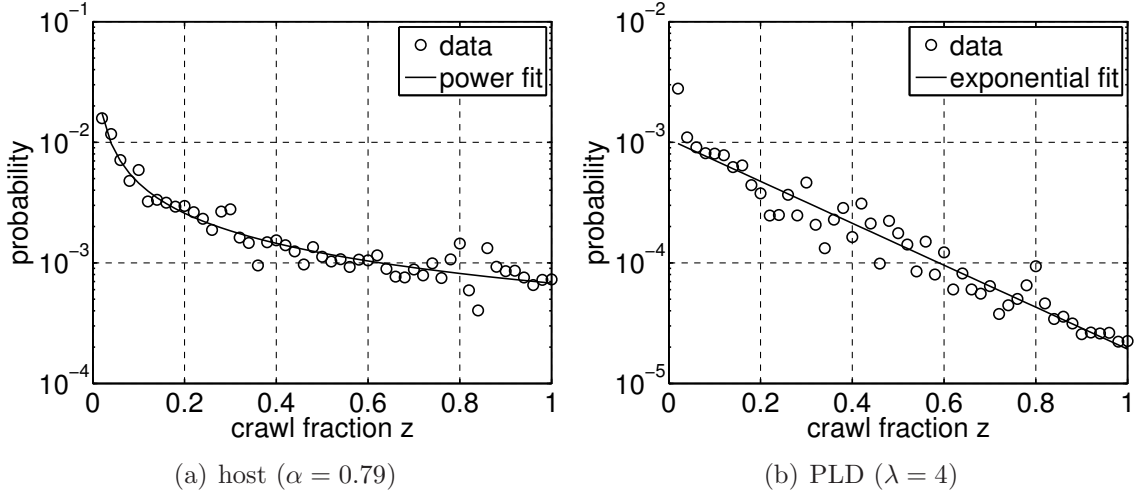 10^-1
10^-2
10^-3
10^-4
probability
data
power fit
0 0.2 0.4 0.6 0.8 1
crawl fraction z
(a) host (α = 0.79)
10^-2
10^-3
10^-4
10^-5
probability
data
exponential fit
0 0.2 0.4 0.6 0.8 1
crawl fraction z
(b) PLD (λ = 4)